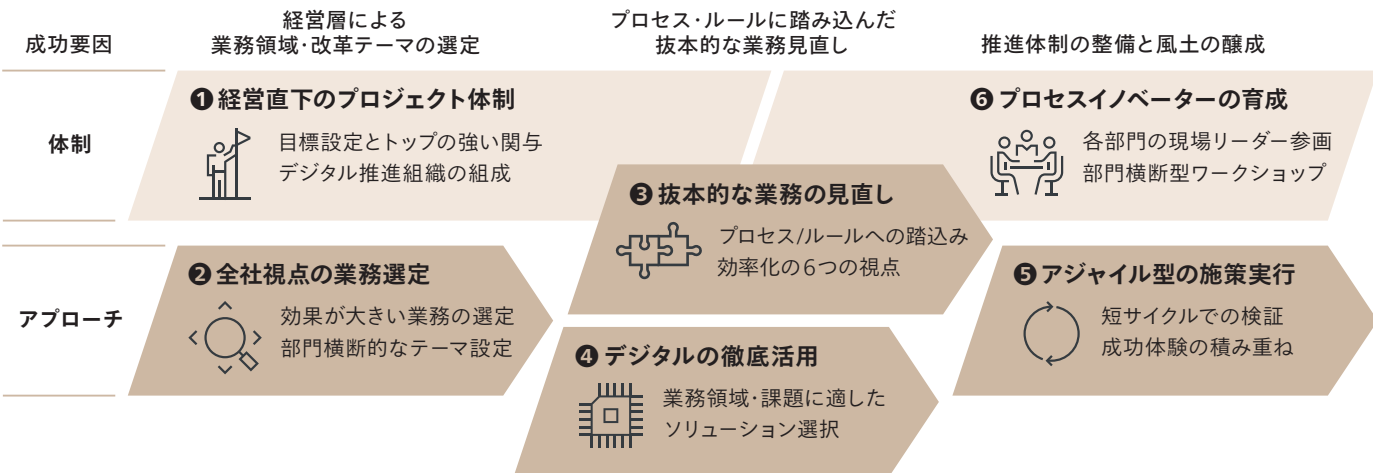 成功要因
経営層による
業務領域・改革テーマの選定
プロセス・ルールに踏み込んだ
抜本的な業務見直し
推進体制の整備と風土の醸成
体制
❶経営直下のプロジェクト体制
目標設定とトップの強い関与
デジタル推進組織の組成
❻プロセスイノベーターの育成
各部門の現場リーダー参画
部門横断型ワークショップ
アプローチ
❷全社視点の業務選定
効果が大きい業務の選定
部門横断的なテーマ設定
❸抜本的な業務の見直し
プロセス/ルールへの踏込み
効率化の6つの視点
❹デジタルの徹底活用
業務領域・課題に適した
ソリューション選択
❺アジャイル型の施策実行
短サイクルでの検証
成功体験の積み重ね